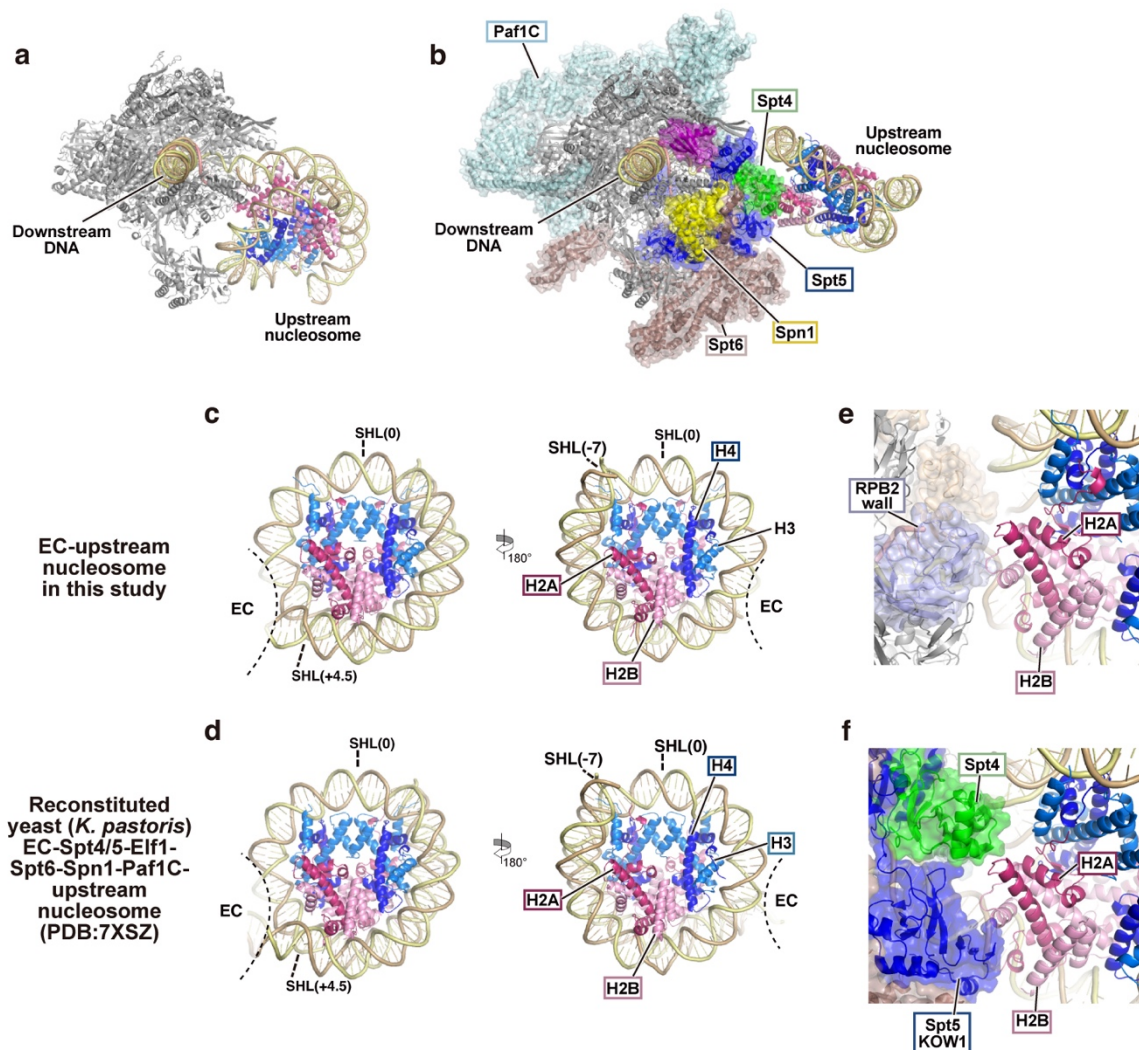 a
Downstream
DNA
Upstream
nucleosome
b
Paf1C
Spt4
Upstream
nucleosome
Downstream
DNA
Spt5
Spn1
Spt6
EC-upstream
nucleosome
in this study
c
SHL(0)
EC
SHL(+4.5)
180°
SHL(-7)
SHL(0)
H4
H3
H2A
EC
H2B
e
RPB2
wall
H2A
H2B
Reconstituted
yeast (K. pastoris)
EC-Spt4/5-Elf1-
Spt6-Spn1-Paf1C-
upstream
nucleosome
(PDB:7XSZ)
d
SHL(0)
EC
SHL(+4.5)
180°
SHL(-7)
SHL(0)
H4
H3
H2A
EC
H2B
f
Spt4
H2A
Spt5
KOW1
H2B